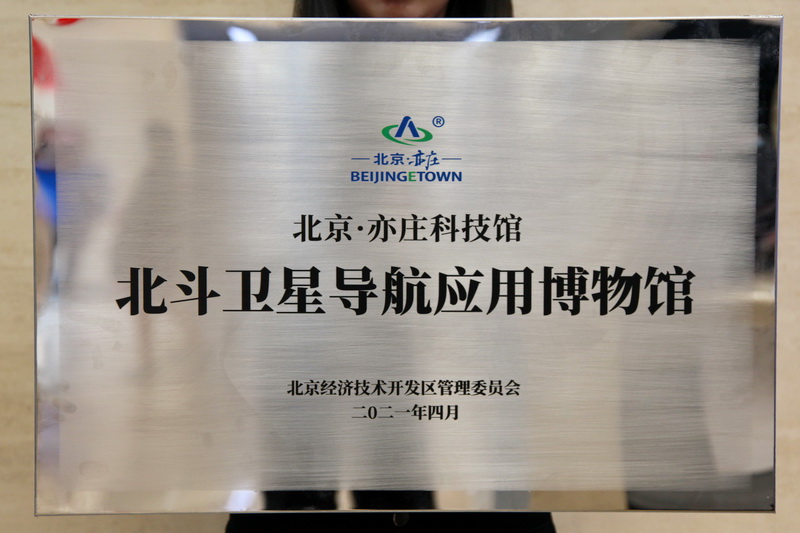 ®
北京·亦庄
BEIJINGETOWN
北京·亦庄科技馆
北斗卫星导航应用博物馆
北京经济技术开发区管理委员会
二〇二一年四月